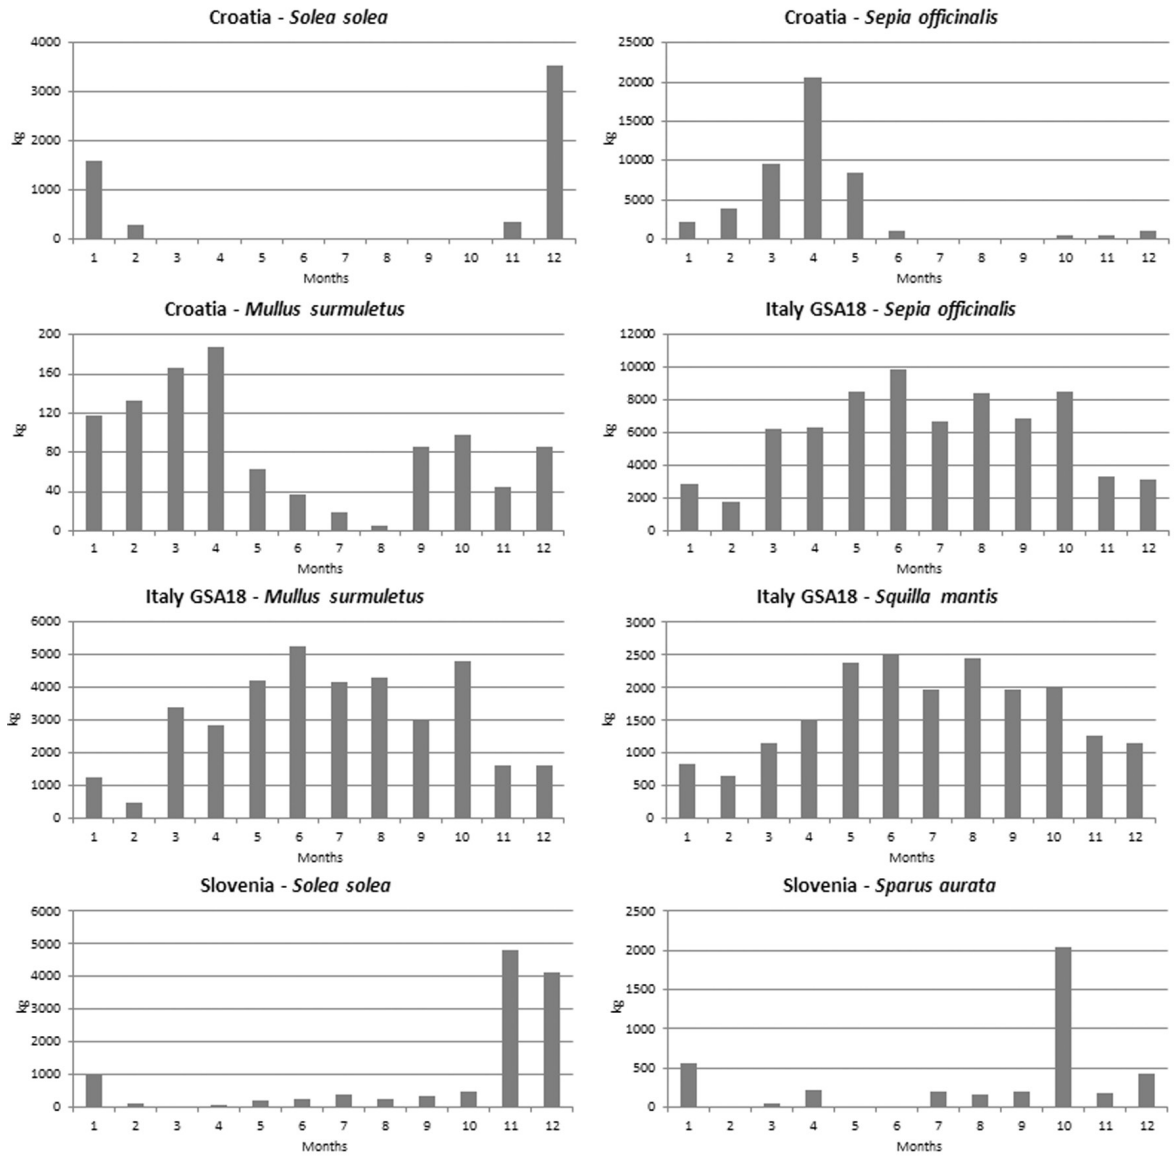 Croatia - Solea solea
4000
3000
2000
1000
0
kg
1 2 3 4 5 6 7 8 9 10 11 12
Months
Croatia - Sepia officinalis
25000
20000
15000
10000
5000
0
kg
1 2 3 4 5 6 7 8 9 10 11 12
Months
Croatia - Mullus surmuletus
200
160
120
80
40
0
kg
1 2 3 4 5 6 7 8 9 10 11 12
Months
Italy GSA18 - Sepia officinalis
12000
10000
8000
6000
4000
2000
0
kg
1 2 3 4 5 6 7 8 9 10 11 12
Months
Italy GSA18 - Mullus surmuletus
6000
5000
4000
3000
2000
1000
0
kg
1 2 3 4 5 6 7 8 9 10 11 12
Months
Italy GSA18 - Squilla mantis
3000
2500
2000
1500
1000
500
0
kg
1 2 3 4 5 6 7 8 9 10 11 12
Months
Slovenia - Solea solea
6000
5000
4000
3000
2000
1000
0
kg
1 2 3 4 5 6 7 8 9 10 11 12
Months
Slovenia - Sparus aurata
2500
2000
1500
1000
500
0
kg
1 2 3 4 5 6 7 8 9 10 11 12
Months